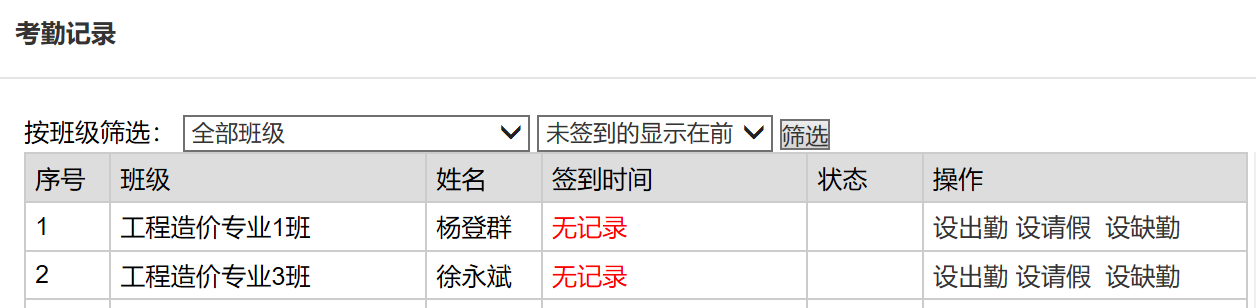 考勤记录
按班级筛选： 全部班级 未签到的显示在前 筛选
序号 班级 姓名 签到时间 状态 操作
1 工程造价专业1班 杨登群 无记录 设出勤 设请假 设缺勤
2 工程造价专业3班 徐永斌 无记录 设出勤 设请假 设缺勤